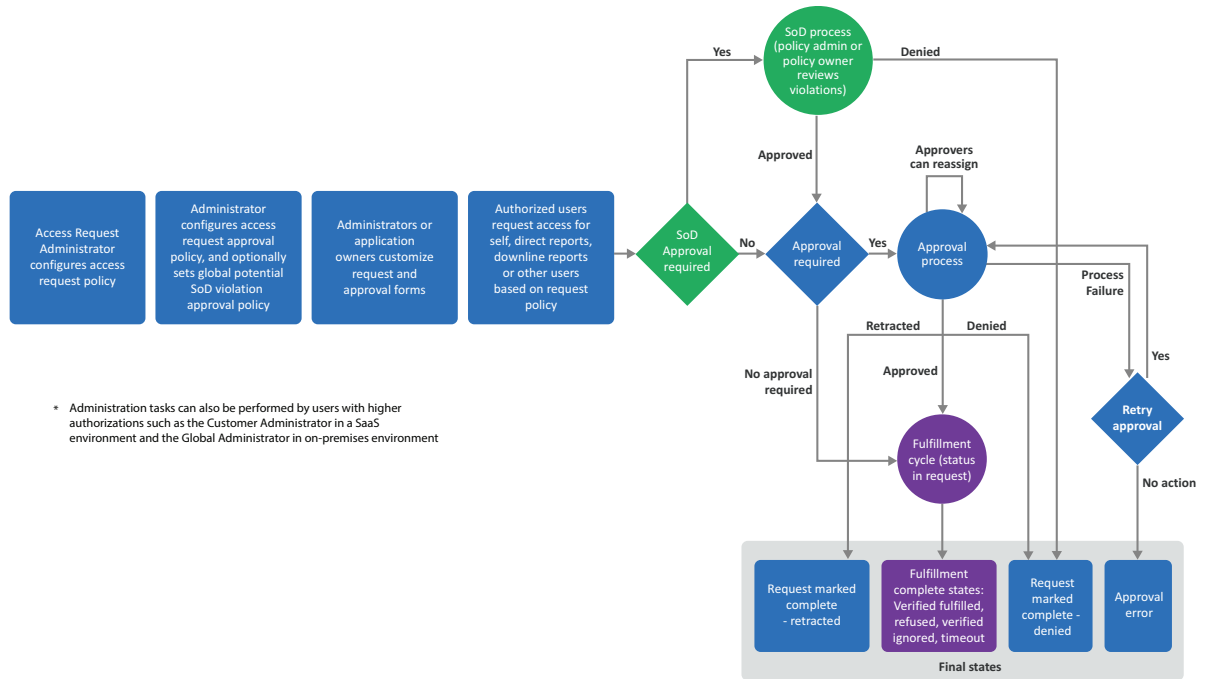 SoD process
(policy admin or
policy owner
reviews
violations)
Yes
Denied
Approved
Approvers
can reassign
Access Request
Administrator
configures access
request policy
Administrator
configures access
request approval
policy, and optionally
sets global potential
SoD violation
approval policy
Administrators or
application
owners customize
request and
approval forms
Authorized users
request access for
self, direct reports,
downline reports
or other users
based on request
policy
SoD
Approval
required
No
Approval
required
Yes
Approval
process
Process
Failure
Retracted
Denied
Yes
No approval
required
Approved
* Administration tasks can also be performed by users with higher
authorizations such as the Customer Administrator in a SaaS
environment and the Global Administrator in on-premises environment
Retry
approval
Fulfillment
cycle (status
in request)
No action
Request marked
complete
- retracted
Fulfillment
complete states:
Verified fulfilled,
refused, verified
ignored, timeout
Request
marked
complete -
denied
Approval
error
Final states